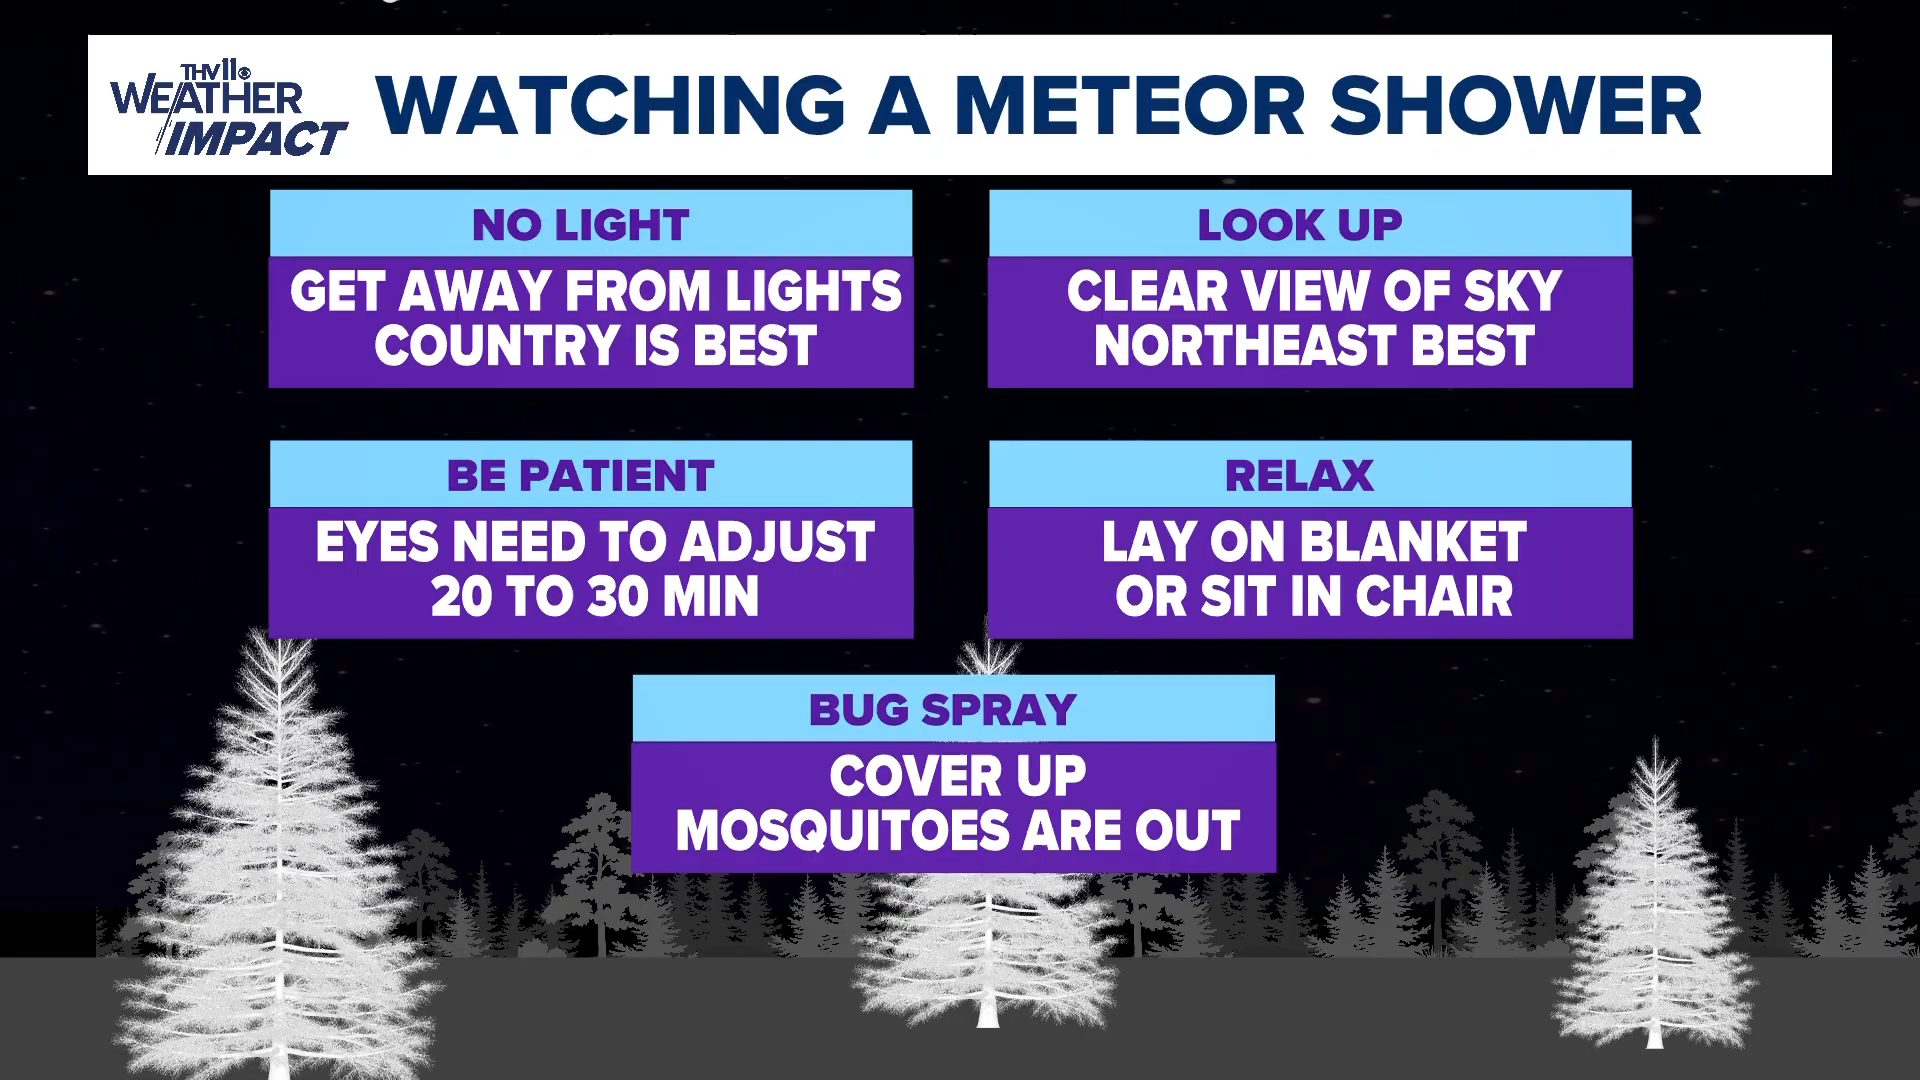 THV11
WEATHER
IMPACT
WATCHING A METEOR SHOWER
NO LIGHT
GET AWAY FROM LIGHTS
COUNTRY IS BEST
LOOK UP
CLEAR VIEW OF SKY
NORTHEAST BEST
BE PATIENT
EYES NEED TO ADJUST
20 TO 30 MIN
RELAX
LAY ON BLANKET
OR SIT IN CHAIR
BUG SPRAY
COVER UP
MOSQUITOES ARE OUT